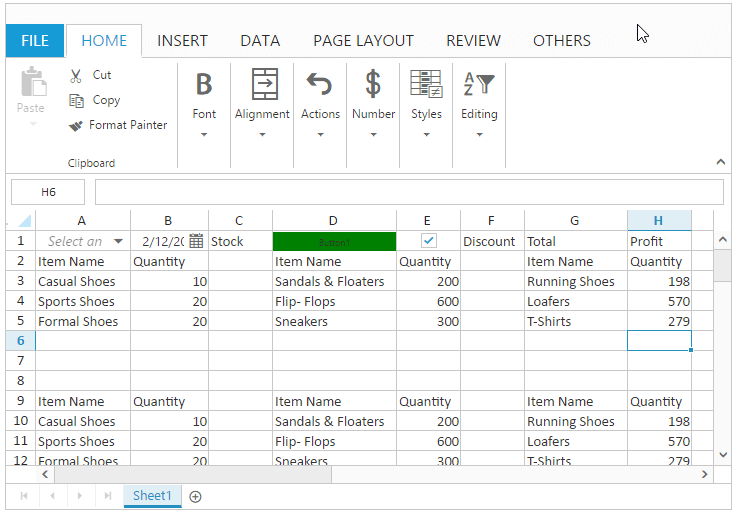 FILE HOME INSERT DATA PAGE LAYOUT REVIEW OTHERS
Paste
Cut
Copy
Format Painter
Clipboard
Font
Alignment
Actions
Number
Styles
Editing
H6
A B C D E F G H
1 Select an 2/12/20 Stock Button1 Discount Total Profit
2 Item Name Quantity Item Name Quantity Item Name Quantity
3 Casual Shoes 10 Sandals & Floaters 200 Running Shoes 198
4 Sports Shoes 20 Flip- Flops 600 Loafers 570
5 Formal Shoes 20 Sneakers 300 T-Shirts 279
6
7
8
9 Item Name Quantity Item Name Quantity Item Name Quantity
10 Casual Shoes 10 Sandals & Floaters 200 Running Shoes 198
11 Sports Shoes 20 Flip- Flops 600 Loafers 570
12 Formal Shoes 20 Sneakers 300 T-Shirts 279
Sheet1